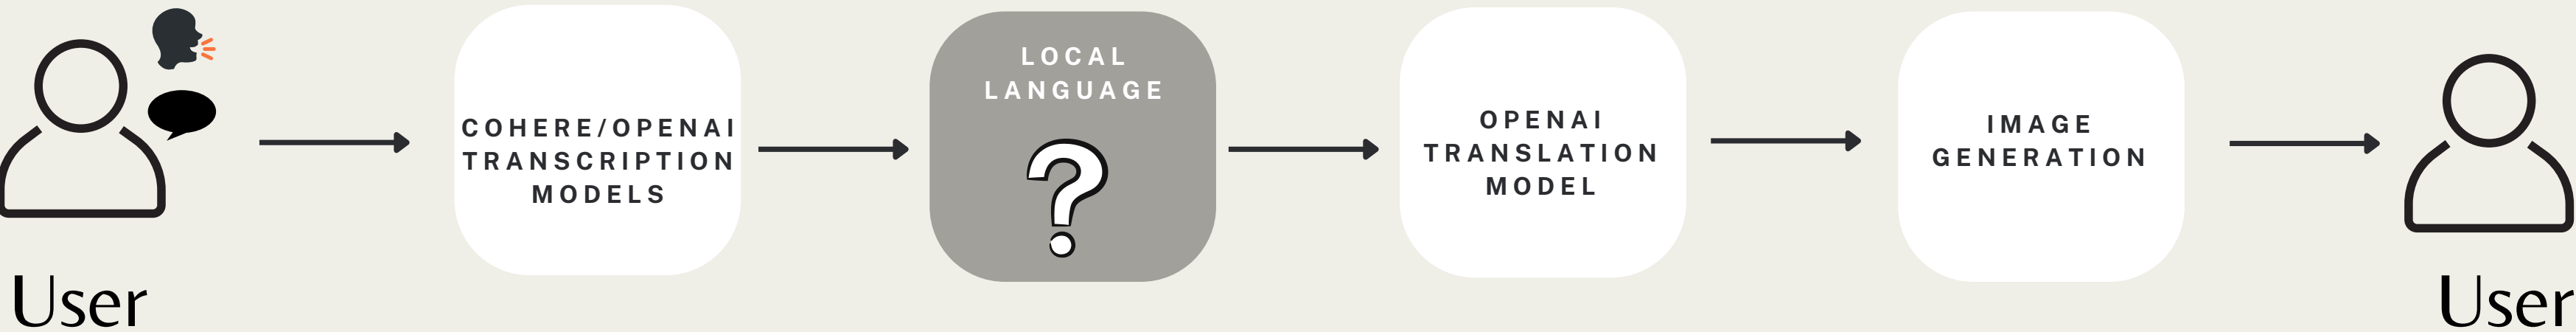 COHERE/OPENAI
TRANSCRIPTION
MODELS
LOCAL
LANGUAGE
?
OPENAI
TRANSLATION
MODEL
IMAGE
GENERATION
User
User